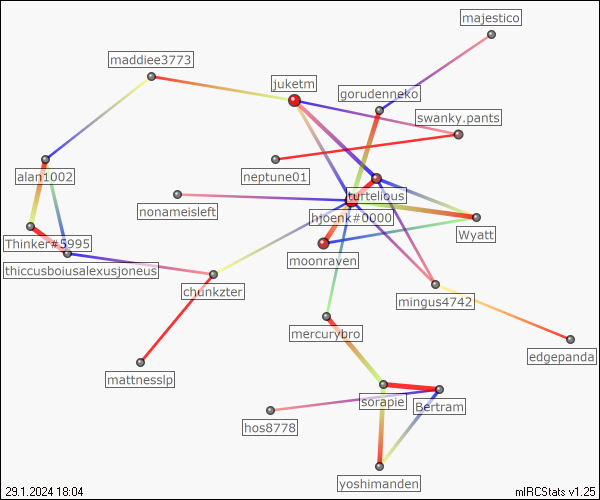 majestico
maddiee3773
juketm
gorudenneko
swanky.pants
alan1002
neptune01
turtelious
nonameisleft
hjoenk#0000
Wyatt
Thinker#5995
moonraven
thiccusboiusalexusjoneus
chunkzter
mingus4742
mercurybro
edgepanda
mattnesslp
sorapie
Bertram
hos8778
yoshimanden
29.1.2024 18:04
mIRCStats v1.25